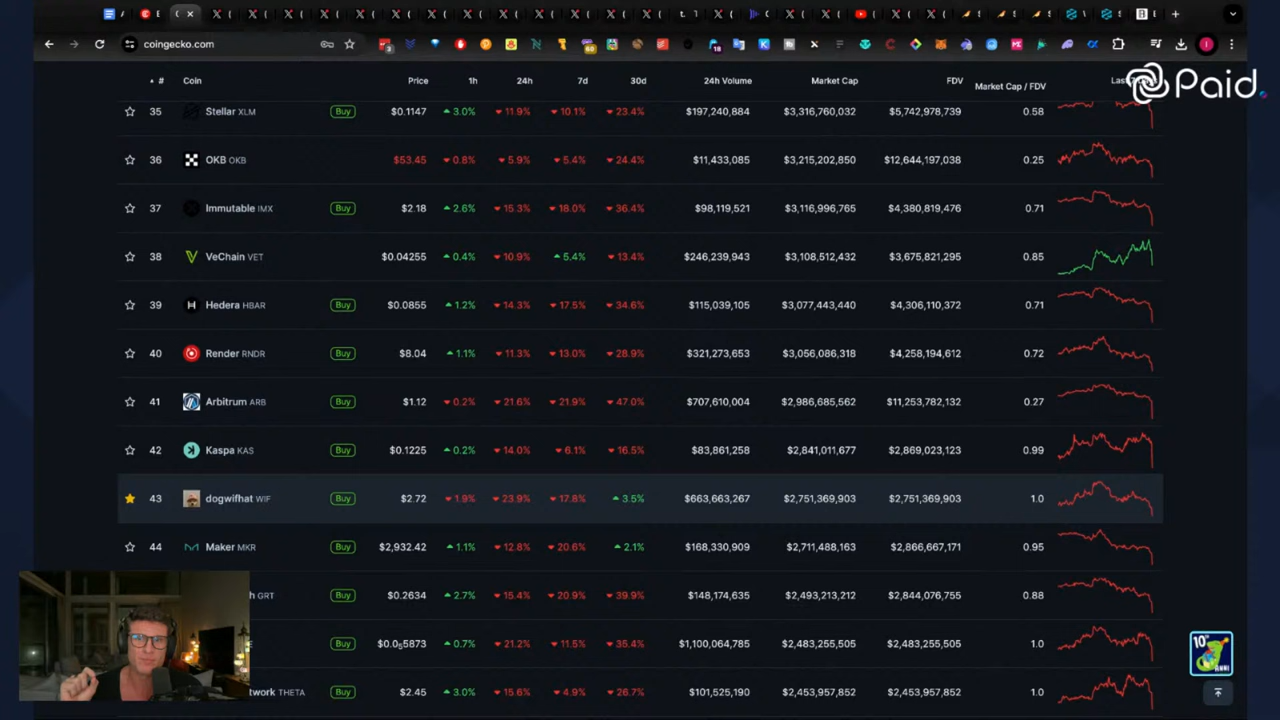 coingecko.com
# Coin Price 1h 24h 7d 30d 24h Volume Market Cap FDV Market Cap / FDV
Paid.
35 Stellar XLM Buy $0.1147 3.0% 11.9% 10.1% 23.4% $197,240,884 $3,316,760,032 $5,742,978,739 0.58
36 OKB OKB $53.45 0.8% 5.9% 5.4% 24.4% $11,433,085 $3,215,202,850 $12,644,197,038 0.25
37 Immutable IMX Buy $2.18 2.6% 15.3% 18.0% 36.4% $98,119,521 $3,116,996,765 $4,380,819,476 0.71
38 VeChain VET $0.04255 0.4% 10.9% 5.4% 13.4% $246,239,943 $3,108,512,432 $3,675,821,295 0.85
39 Hedera HBAR Buy $0.0855 1.2% 14.3% 17.5% 34.6% $115,039,105 $3,077,443,440 $4,306,110,372 0.71
40 Render RNDR Buy $8.04 1.1% 11.3% 13.0% 28.9% $321,273,653 $3,056,086,318 $4,258,194,612 0.72
41 Arbitrum ARB Buy $1.12 0.2% 21.6% 21.9% 47.0% $707,610,004 $2,986,685,562 $11,253,782,132 0.27
42 Kaspa KAS Buy $0.1225 0.2% 14.0% 6.1% 16.5% $83,861,258 $2,841,011,677 $2,869,023,123 0.99
43 dogwifhat WIF Buy $2.72 1.9% 23.9% 17.8% 3.5% $663,663,267 $2,751,369,903 $2,751,369,903 1.0
44 Maker MKR Buy $2,932.42 1.1% 12.8% 20.6% 2.1% $168,330,909 $2,711,488,163 $2,866,667,171 0.95
h GRT Buy $0.2634 2.7% 15.4% 20.9% 39.9% $148,174,635 $2,493,213,212 $2,844,076,755 0.88
E Buy $0.0₅5873 0.7% 21.2% 11.5% 35.4% $1,100,064,785 $2,483,255,505 $2,483,255,505 1.0
twork THETA Buy $2.45 3.0% 15.6% 4.9% 26.7% $101,525,190 $2,453,957,852 $2,453,957,852 1.0